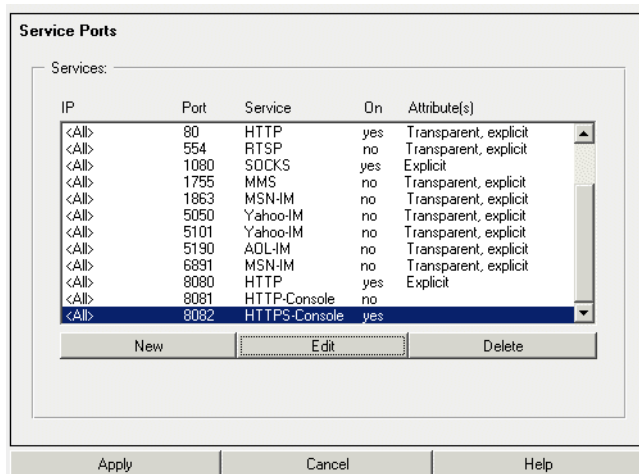 Service Ports
Services:
IP Port Service On Attribute(s)
<All> 80 HTTP yes Transparent, explicit
<All> 554 RTSP no Transparent, explicit
<All> 1080 SOCKS yes Explicit
<All> 1755 MMS no Transparent, explicit
<All> 1863 MSN-IM no Transparent, explicit
<All> 5050 Yahoo-IM no Transparent, explicit
<All> 5101 Yahoo-IM no Transparent, explicit
<All> 5190 AOL-IM no Transparent, explicit
<All> 6891 MSN-IM no Transparent, explicit
<All> 8080 HTTP yes Explicit
<All> 8081 HTTP-Console no
<All> 8082 HTTPS-Console yes
New Edit Delete
Apply Cancel Help